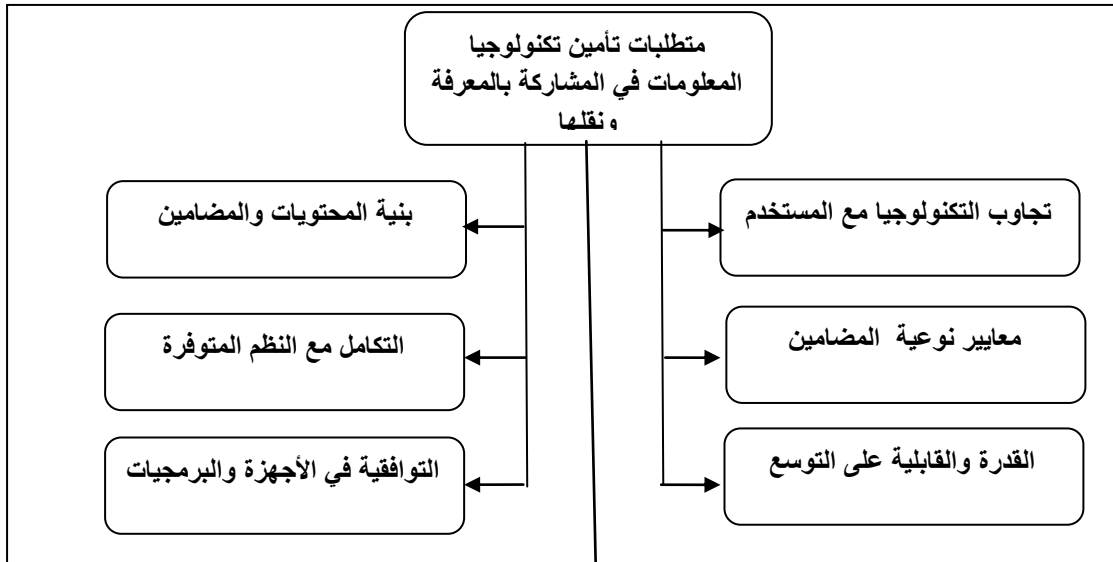 متطلبات تأمين تكنولوجيا
المعلومات في المشاركة بالمعرفة
ونقلها
تجاوب التكنولوجيا مع المستخدم
بنية المحتويات والمضامين
معايير نوعية المضامين
التكامل مع النظم المتوفرة
القدرة والقابلية على التوسع
التوافقية في الأجهزة والبرمجيات